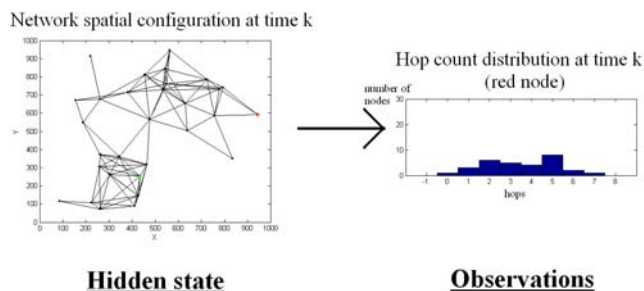 Network spatial configuration at time k
1000
900
800
700
600
500
400
300
200
100
0
Y
0 100 200 300 400 500 600 700 800 900 1000
X
Hidden state
Hop count distribution at time k
(red node)
number of
nodes
30
20
10
0
-1 0 1 2 3 4 5 6 7 8
hops
Observations